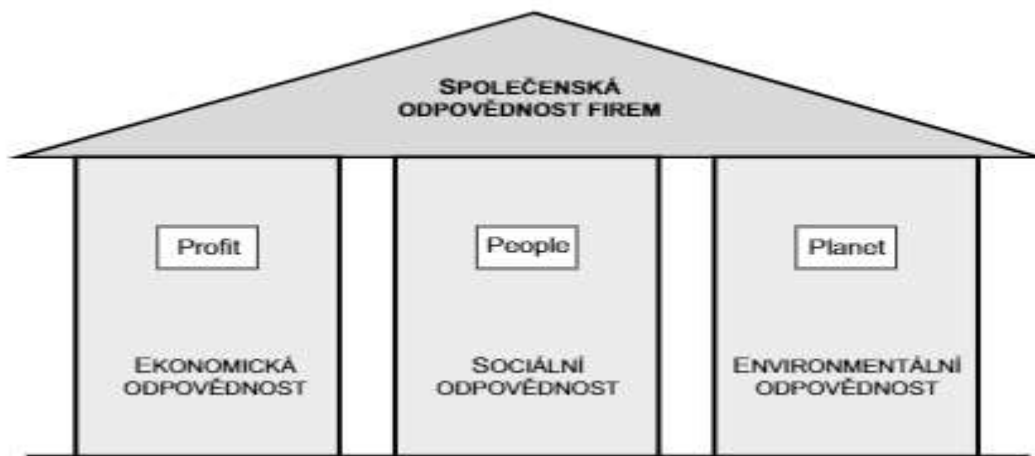 SPOLEČENSKÁ
ODPOVĚDNOST FIREM
Profit
People
Planet
EKONOMICKÁ
ODPOVĚDNOST
SOCIÁLNÍ
ODPOVĚDNOST
ENVIRONMENTÁLNÍ
ODPOVĚDNOST